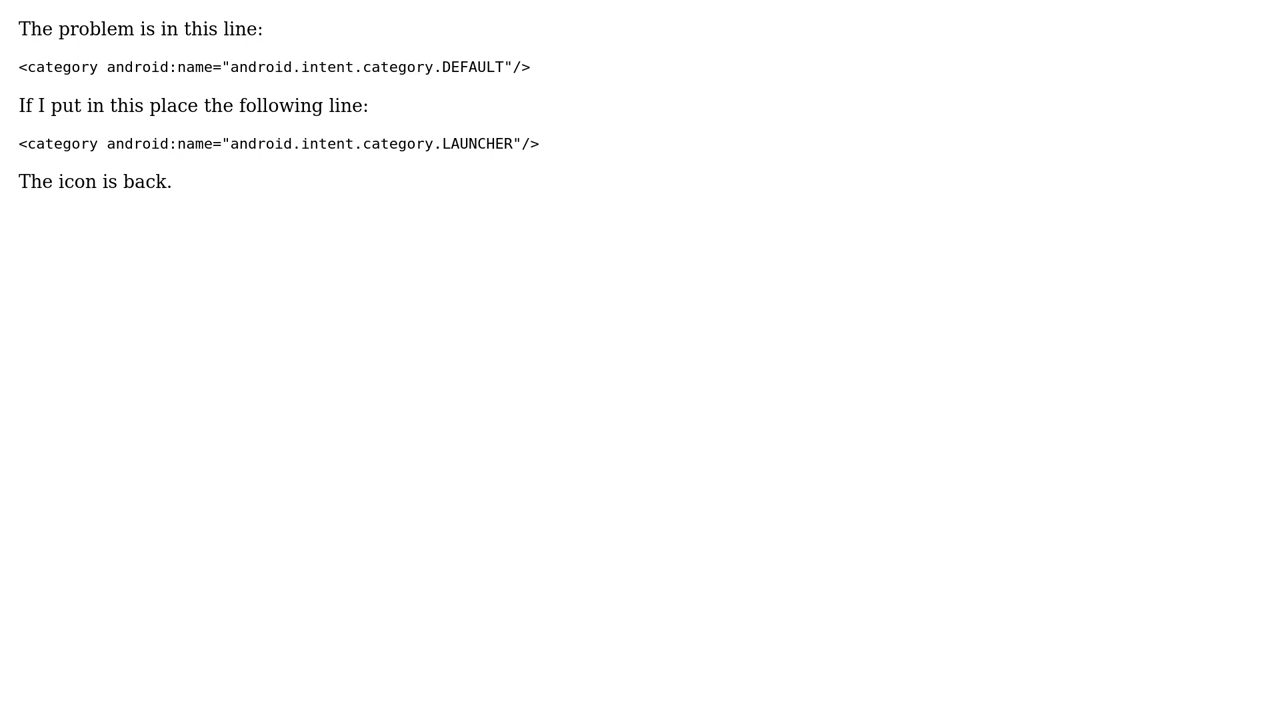 The problem is in this line:
<category android:name="android.intent.category.DEFAULT"/>
If I put in this place the following line:
<category android:name="android.intent.category.LAUNCHER"/>
The icon is back.